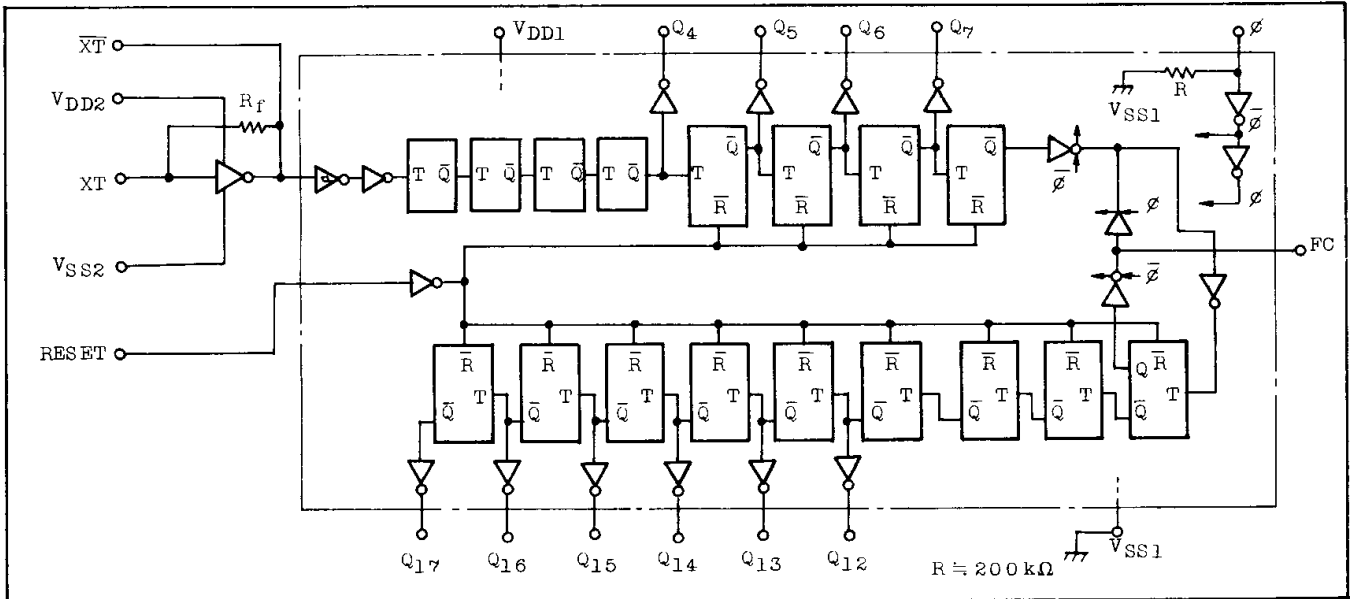 X̅T̅
V_DD1 Q4 Q5 Q6 Q7 ø
V_DD2 R_f
V_SS1 R ø̅
XT T Q̅ T Q̅ T Q̅ T Q̅ T Q̅ T Q̅ T Q̅ T Q̅
R̅ R̅ R̅ R̅ ø̅ ø ø
V_SS2 ø̅ FC
RESET R̅ R̅ R̅ R̅ R̅ R̅ R̅ R̅ Q R̅
Q̅ T Q̅ T Q̅ T Q̅ T Q̅ T Q̅ T Q̅ T Q̅ T Q̅ T
Q17 Q16 Q15 Q14 Q13 Q12 V_SS1
R≒200kΩ